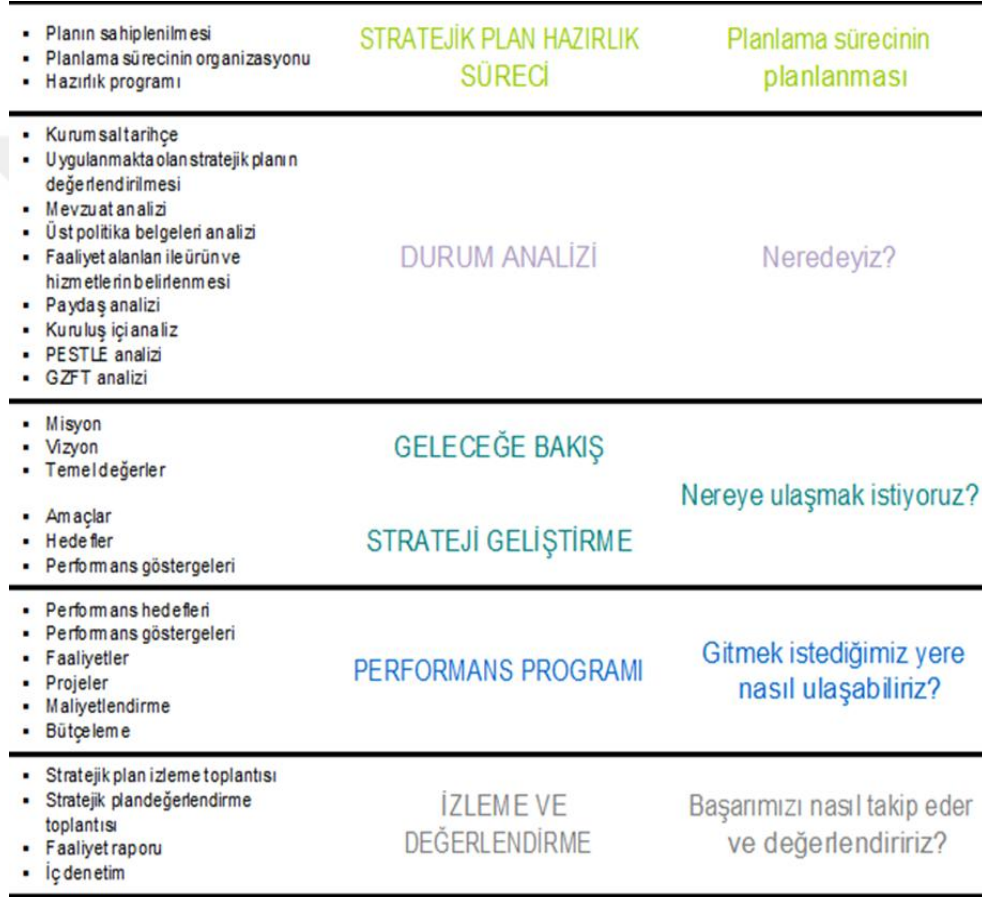 Planın sahiplenilmesi
Planlama sürecinin organizasyonu
Hazırlık programı
STRATEJİK PLAN HAZIRLIK
SÜRECİ
Planlama sürecinin
planlanması
Kurumsal tarihçe
Uygulanmakta olan stratejik planın
değerlendirilmesi
Mevzuat analizi
Üst politika belgeleri analizi
Faaliyet alanları ile ürün ve
hizmetlerin belirlenmesi
Paydaş analizi
Kuruluş içi analiz
PESTLE analizi
GZFT analizi
DURUM ANALİZİ
Neredeyiz?
Misyon
Vizyon
Temel değerler
GELECEĞE BAKIŞ
Amaçlar
Hedefler
Performans göstergeleri
STRATEJİ GELİŞTİRME
Nereye ulaşmak istiyoruz?
Performans hedefleri
Performans göstergeleri
Faaliyetler
Projeler
Maliyetlendirme
Bütçeleme
PERFORMANS PROGRAMI
Gitmek istediğimiz yere
nasıl ulaşabiliriz?
Stratejik plan izleme toplantısı
Stratejik plan değerlendirme
toplantısı
Faaliyet raporu
İç denetim
İZLEME VE
DEĞERLENDİRME
Başarımızı nasıl takip eder
ve değerlendiririz?